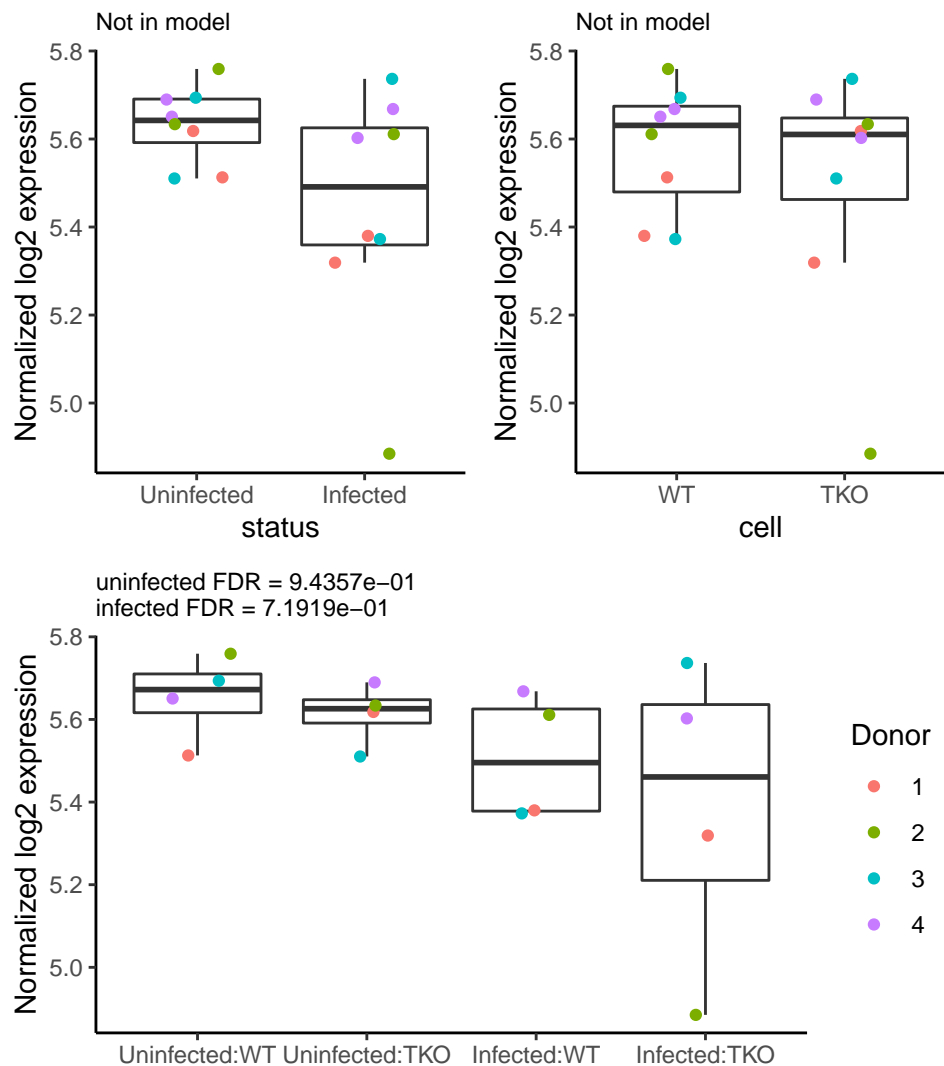 Not in model
Normalized log2 expression
5.8
5.6
5.4
5.2
5.0
Uninfected Infected
status
Not in model
Normalized log2 expression
5.8
5.6
5.4
5.2
5.0
WT TKO
cell
uninfected FDR = 9.4357e−01
infected FDR = 7.1919e−01
Normalized log2 expression
5.8
5.6
5.4
5.2
5.0
Uninfected:WT Uninfected:TKO Infected:WT Infected:TKO
Donor
1
2
3
4